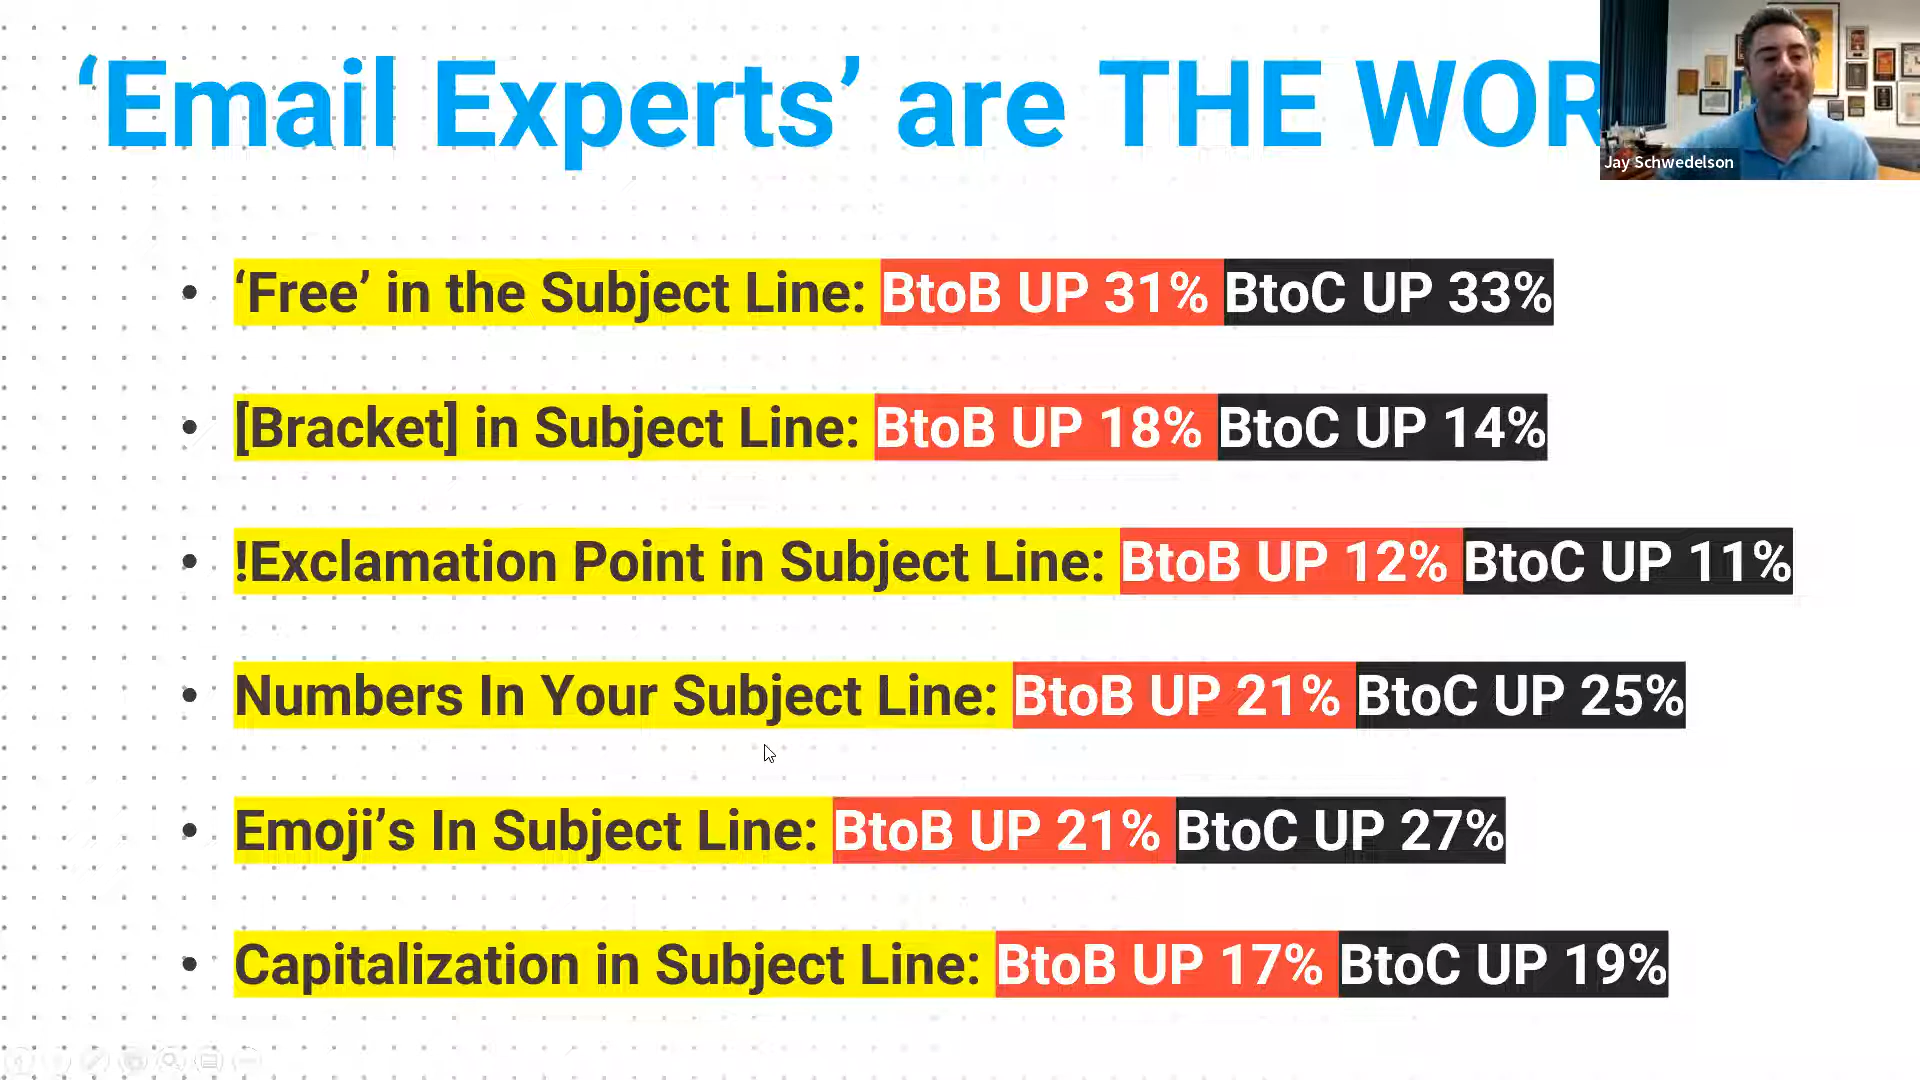 ‘Email Experts’ are THE WOR
Jay Schwedelson
• ‘Free’ in the Subject Line: BtoB UP 31% BtoC UP 33%
• [Bracket] in Subject Line: BtoB UP 18% BtoC UP 14%
• !Exclamation Point in Subject Line: BtoB UP 12% BtoC UP 11%
• Numbers In Your Subject Line: BtoB UP 21% BtoC UP 25%
• Emoji’s In Subject Line: BtoB UP 21% BtoC UP 27%
• Capitalization in Subject Line: BtoB UP 17% BtoC UP 19%